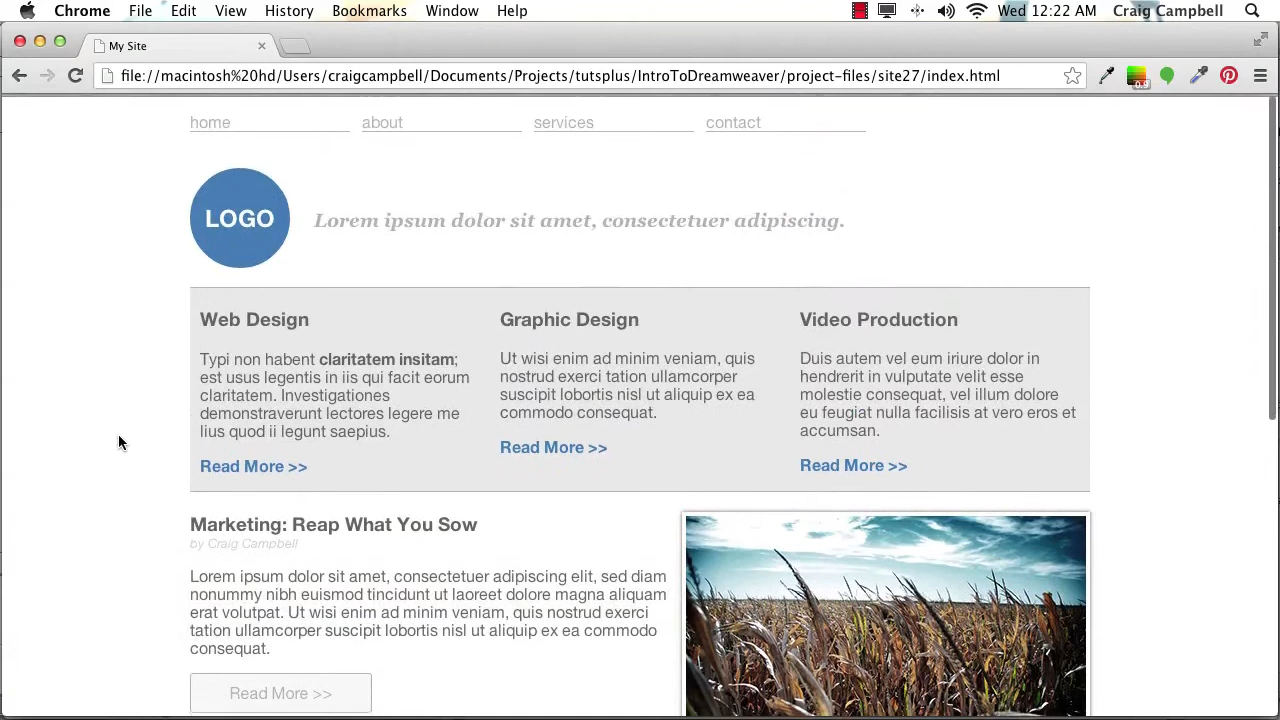 Chrome File Edit View History Bookmarks Window Help Wed 12:22 AM Craig Campbell
My Site
file://macintosh%20hd/Users/craigcampbell/Documents/Projects/tutsplus/IntroToDreamweaver/project-files/site27/index.html
0.5
home about services contact
LOGO
Lorem ipsum dolor sit amet, consectetuer adipiscing.
Web Design
Typi non habent claritatem insitam;
est usus legentis in iis qui facit eorum
claritatem. Investigationes
demonstraverunt lectores legere me
lius quod ii legunt saepius.
Read More >>
Graphic Design
Ut wisi enim ad minim veniam, quis
nostrud exerci tation ullamcorper
suscipit lobortis nisl ut aliquip ex ea
commodo consequat.
Read More >>
Video Production
Duis autem vel eum iriure dolor in
hendrerit in vulputate velit esse
molestie consequat, vel illum dolore
eu feugiat nulla facilisis at vero eros et
accumsan.
Read More >>
Marketing: Reap What You Sow
by Craig Campbell
Lorem ipsum dolor sit amet, consectetuer adipiscing elit, sed diam
nonummy nibh euismod tincidunt ut laoreet dolore magna aliquam
erat volutpat. Ut wisi enim ad minim veniam, quis nostrud exerci
tation ullamcorper suscipit lobortis nisl ut aliquip ex ea commodo
consequat.
Read More >>